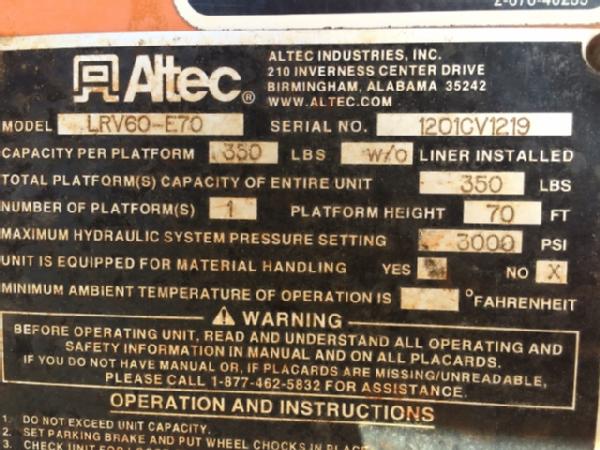 2-670-40255
Altec®
ALTEC INDUSTRIES, INC.
210 INVERNESS CENTER DRIVE
BIRMINGHAM, ALABAMA 35242
WWW.ALTEC.COM
MODEL LRV60-E70 SERIAL NO. 1201CV1219
CAPACITY PER PLATFORM 350 LBS W/O LINER INSTALLED
TOTAL PLATFORM(S) CAPACITY OF ENTIRE UNIT 350 LBS
NUMBER OF PLATFORM(S) 1 PLATFORM HEIGHT 70 FT
MAXIMUM HYDRAULIC SYSTEM PRESSURE SETTING 3000 PSI
UNIT IS EQUIPPED FOR MATERIAL HANDLING YES NO X
MINIMUM AMBIENT TEMPERATURE OF OPERATION IS °FAHRENHEIT
WARNING
BEFORE OPERATING UNIT, READ AND UNDERSTAND ALL OPERATING AND
SAFETY INFORMATION IN MANUAL AND ON ALL PLACARDS.
IF YOU DO NOT HAVE MANUAL OR, IF PLACARDS ARE MISSING/UNREADABLE,
PLEASE CALL 1-877-462-5832 FOR ASSISTANCE.
OPERATION AND INSTRUCTIONS
1. DO NOT EXCEED UNIT CAPACITY.
2. SET PARKING BRAKE AND PUT WHEEL CHOCKS IN PLACE
3. CHECK UNIT FOR